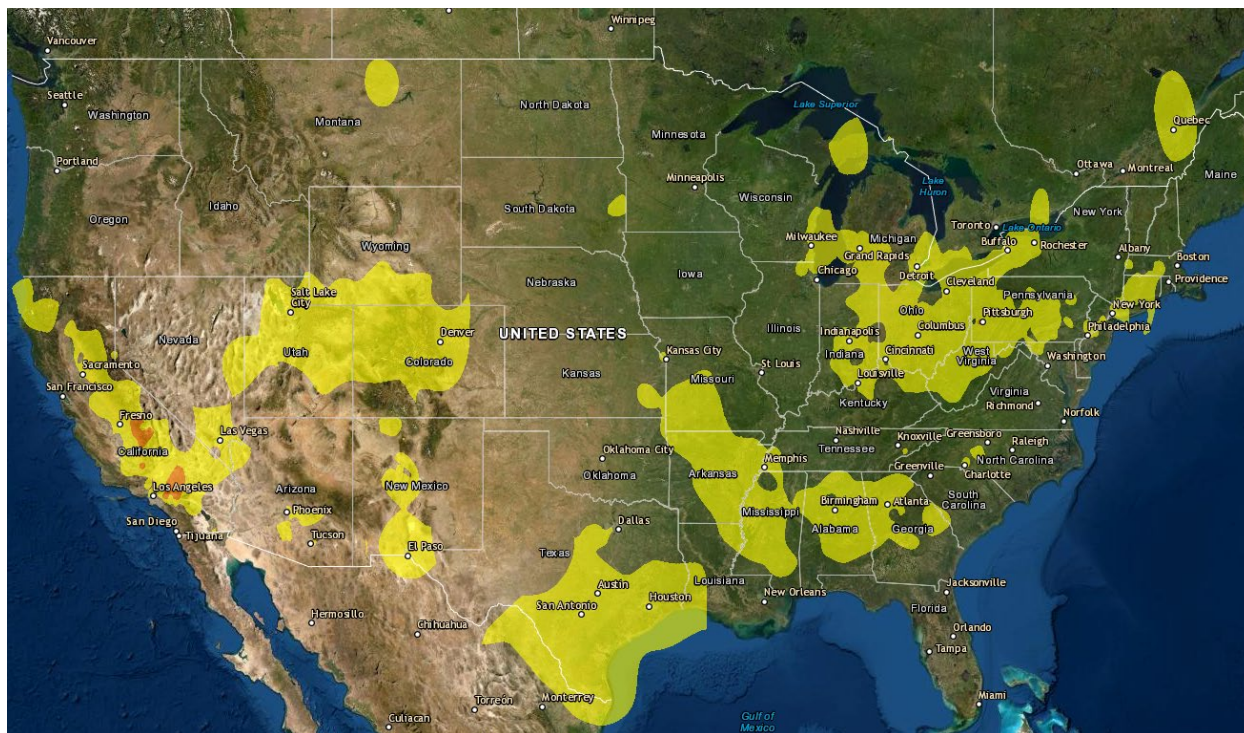 Winnipeg
Vancouver
Seattle
Washington
Montana
North Dakota
Lake Superior
Quebec
Minnesota
Portland
Ottawa
Montreal
Maine
Minneapolis
Lake
Huron
Wisconsin
Idaho
South Dakota
Oregon
New York
Toronto
Lake Ontario
Wyoming
Milwaukee
Michigan
Buffalo
Rochester
Albany
Grand Rapids
Boston
Iowa
Chicago
Detroit
Cleveland
Providence
Nebraska
Salt Lake
City
Pennsylvania
New York
Ohio
Pittsburgh
Denver
UNITED STATES
Illinois
Indianapolis
Columbus
Philadelphia
Nevada
Utah
Colorado
Indiana
Cincinnati
West
Virginia
Washington
Sacramento
Kansas City
St Louis
San Francisco
Kansas
Missouri
Louisville
Virginia
Kentucky
Richmond
Fresno
Norfolk
Las Vegas
Nashville
Knoxville
Greensboro
Raleigh
California
Tennessee
Oklahoma City
Memphis
North Carolina
Greenville
Charlotte
Oklahoma
Arkansas
Los Angeles
Arizona
New Mexico
South
Carolina
Birmingham
Atlanta
Phoenix
Mississippi
San Diego
Dallas
Alabama
Georgia
Tijuana
Tucson
El Paso
Texas
Louisiana
Jacksonville
Austin
New Orleans
Houston
San Antonio
Florida
Hermosillo
Chihuahua
Orlando
Tampa
Monterrey
Torreón
Miami
Culiacan
Gulf of
Mexico